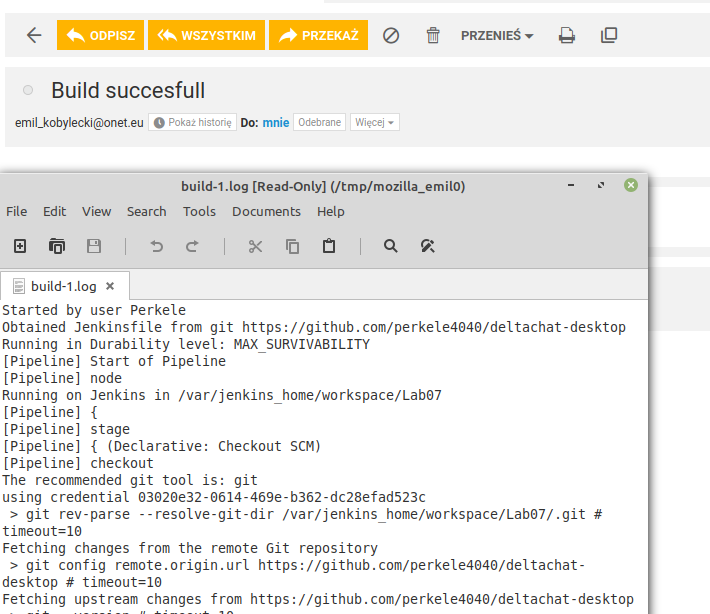 ODPISZ WSZYSTKIM PRZEKAŻ PRZENIEŚ
Build succesfull
emil_kobylecki@onet.eu Pokaż historię Do: mnie Odebrane Więcej
build-1.log [Read-Only] (/tmp/mozilla_emil0)
File Edit View Search Tools Documents Help
build-1.log
Started by user Perkele
Obtained Jenkinsfile from git https://github.com/perkele4040/deltachat-desktop
Running in Durability level: MAX_SURVIVABILITY
[Pipeline] Start of Pipeline
[Pipeline] node
Running on Jenkins in /var/jenkins_home/workspace/Lab07
[Pipeline] {
[Pipeline] stage
[Pipeline] { (Declarative: Checkout SCM)
[Pipeline] checkout
The recommended git tool is: git
using credential 03020e32-0614-469e-b362-dc28efad523c
 > git rev-parse --resolve-git-dir /var/jenkins_home/workspace/Lab07/.git #
timeout=10
Fetching changes from the remote Git repository
 > git config remote.origin.url https://github.com/perkele4040/deltachat-
desktop # timeout=10
Fetching upstream changes from https://github.com/perkele4040/deltachat-desktop
 > git --version # timeout=10